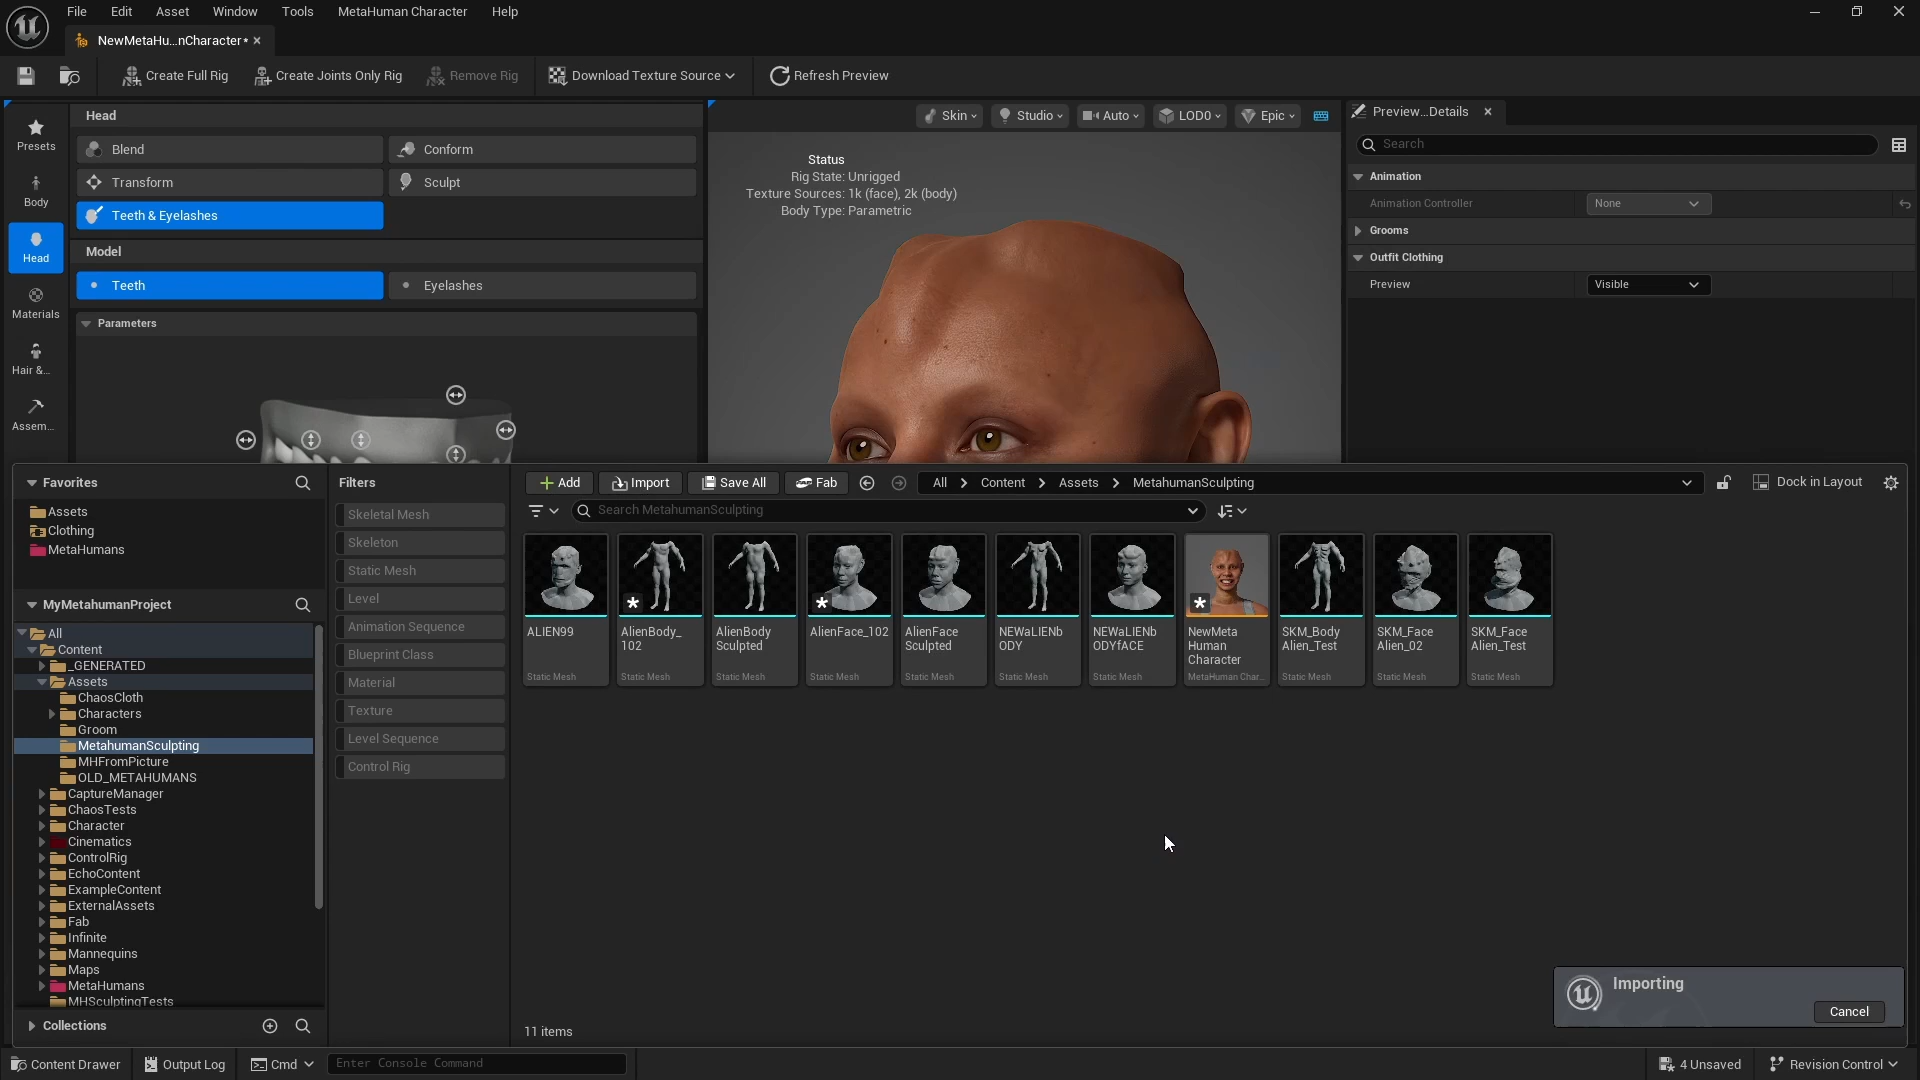 File Edit Asset Window Tools MetaHuman Character Help
NewMetaHu...nCharacter*
Create Full Rig Create Joints Only Rig Remove Rig Download Texture Source Refresh Preview
Presets
Body
Head
Materials
Hair &...
Assem...
Head
Blend Conform
Transform Sculpt
Teeth & Eyelashes
Model
Teeth Eyelashes
Parameters
Skin Studio Auto LOD0 Epic
Status
Rig State: Unrigged
Texture Sources: 1k (face), 2k (body)
Body Type: Parametric
Preview...Details
Search
Animation
Animation Controller None
Grooms
Outfit Clothing
Preview Visible
Favorites
Assets
Clothing
MetaHumans
MyMetahumanProject
All
Content
_GENERATED
Assets
ChaosCloth
Characters
Groom
MetahumanSculpting
MHFromPicture
OLD_METAHUMANS
CaptureManager
ChaosTests
Character
Cinematics
ControlRig
EchoContent
ExampleContent
ExternalAssets
Fab
Infinite
Mannequins
Maps
MetaHumans
MHSculptingTests
Collections
Filters
Skeletal Mesh
Skeleton
Static Mesh
Level
Animation Sequence
Blueprint Class
Material
Texture
Level Sequence
Control Rig
Add Import Save All Fab All Content Assets MetahumanSculpting Dock in Layout
Search MetahumanSculpting
ALIEN99
Static Mesh
AlienBody_
102
Static Mesh
AlienBody
Sculpted
Static Mesh
AlienFace_102
Static Mesh
AlienFace
Sculpted
Static Mesh
NEWaLIENb
ODY
Static Mesh
NEWaLIENb
ODYfACE
Static Mesh
NewMeta
Human
Character
MetaHuman Char...
SKM_Body
Alien_Test
Static Mesh
SKM_Face
Alien_02
Static Mesh
SKM_Face
Alien_Test
Static Mesh
11 items
Importing
Cancel
Content Drawer Output Log Cmd Enter Console Command 4 Unsaved Revision Control